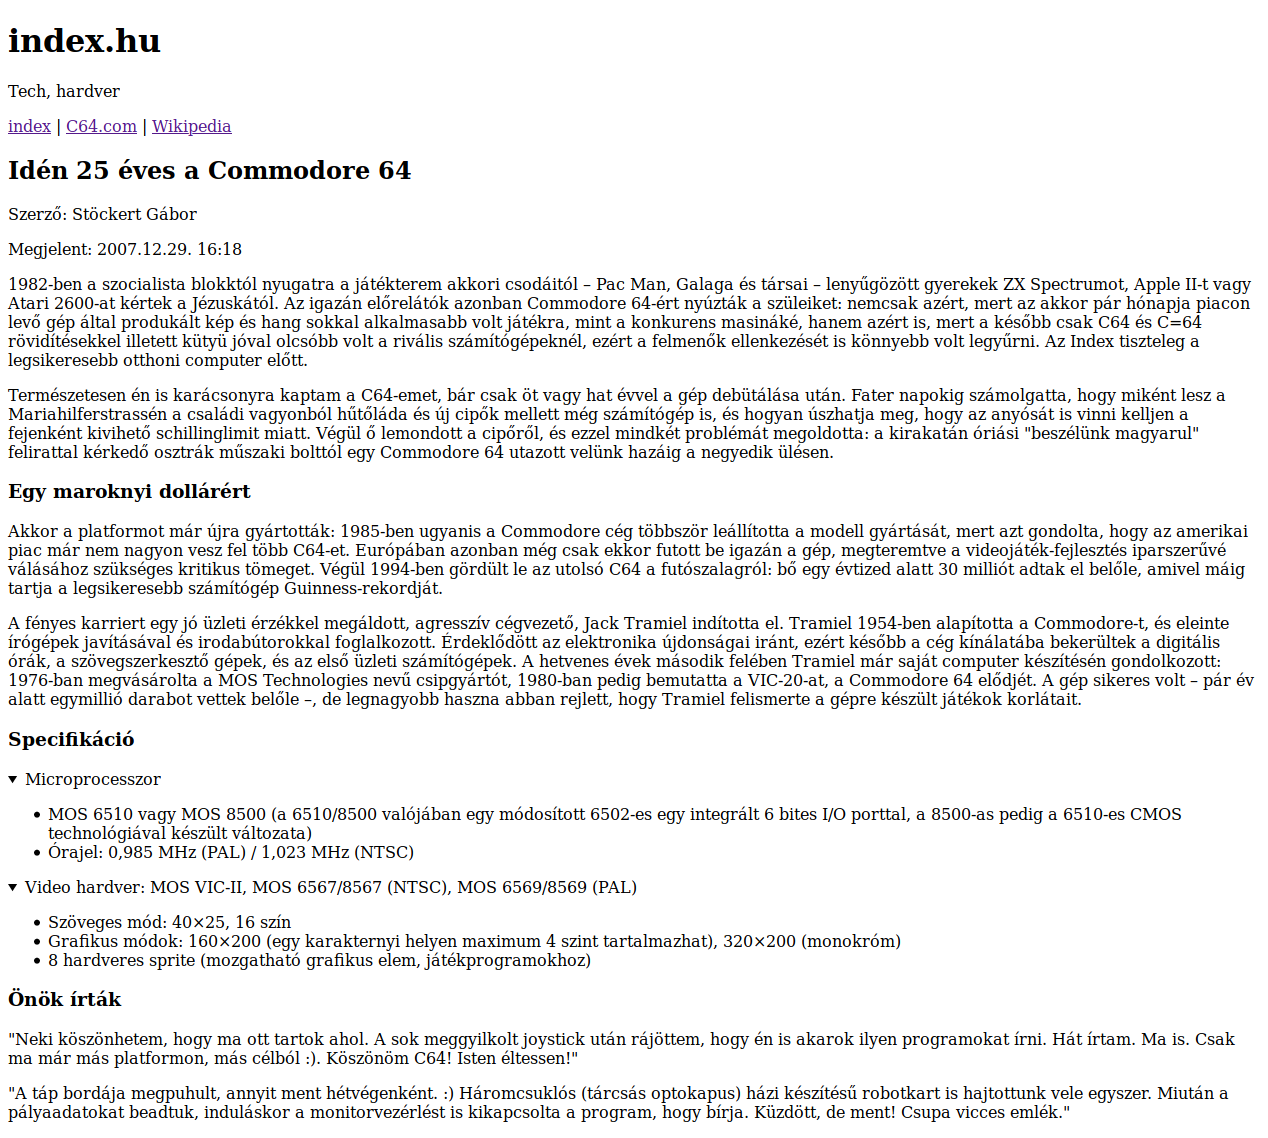 index.hu
Tech, hardver
index | C64.com | Wikipedia
Idén 25 éves a Commodore 64
Szerző: Stöckert Gábor
Megjelent: 2007.12.29. 16:18
1982-ben a szocialista blokktól nyugatra a játékterem akkori csodáitól – Pac Man, Galaga és társai – lenyűgözött gyerekek ZX Spectrumot, Apple II-t vagy
Atari 2600-at kértek a Jézuskától. Az igazán előrelátók azonban Commodore 64-ért nyúzták a szüleiket: nemcsak azért, mert az akkor pár hónapja piacon
levő gép által produkált kép és hang sokkal alkalmasabb volt játékra, mint a konkurens masináké, hanem azért is, mert a később csak C64 és C=64
rövidítésekkel illetett kütyü jóval olcsóbb volt a rivális számítógépeknél, ezért a felmenők ellenkezését is könnyebb volt legyűrni. Az Index tiszteleg a
legsikeresebb otthoni computer előtt.
Természetesen én is karácsonyra kaptam a C64-emet, bár csak öt vagy hat évvel a gép debütálása után. Fater napokig számolgatta, hogy miként lesz a
Mariahilferstrassén a családi vagyonból hűtőláda és új cipők mellett még számítógép is, és hogyan úszhatja meg, hogy az anyósát is vinni kelljen a
fejenként kivihető schillinglimit miatt. Végül ő lemondott a cipőről, és ezzel mindkét problémát megoldotta: a kirakatán óriási "beszélünk magyarul"
felirattal kérkedő osztrák műszaki bolttól egy Commodore 64 utazott velünk hazáig a negyedik ülésen.
Egy maroknyi dollárért
Akkor a platformot már újra gyártották: 1985-ben ugyanis a Commodore cég többször leállította a modell gyártását, mert azt gondolta, hogy az amerikai
piac már nem nagyon vesz fel több C64-et. Európában azonban még csak ekkor futott be igazán a gép, megteremtve a videojáték-fejlesztés iparszerűvé
válásához szükséges kritikus tömeget. Végül 1994-ben gördült le az utolsó C64 a futószalagról: bő egy évtized alatt 30 milliót adtak el belőle, amivel máig
tartja a legsikeresebb számítógép Guinness-rekordját.
A fényes karriert egy jó üzleti érzékkel megáldott, agresszív cégvezető, Jack Tramiel indította el. Tramiel 1954-ben alapította a Commodore-t, és eleinte
írógépek javításával és irodabútorokkal foglalkozott. Érdeklődött az elektronika újdonságai iránt, ezért később a cég kínálatába bekerültek a digitális
órák, a szövegszerkesztő gépek, és az első üzleti számítógépek. A hetvenes évek második felében Tramiel már saját computer készítésén gondolkozott:
1976-ban megvásárolta a MOS Technologies nevű csipgyártót, 1980-ban pedig bemutatta a VIC-20-at, a Commodore 64 elődjét. A gép sikeres volt – pár év
alatt egymillió darabot vettek belőle –, de legnagyobb haszna abban rejlett, hogy Tramiel felismerte a gépre készült játékok korlátait.
Specifikáció
▼ Microprocesszor
• MOS 6510 vagy MOS 8500 (a 6510/8500 valójában egy módosított 6502-es egy integrált 6 bites I/O porttal, a 8500-as pedig a 6510-es CMOS
technológiával készült változata)
• Órajel: 0,985 MHz (PAL) / 1,023 MHz (NTSC)
▼ Video hardver: MOS VIC-II, MOS 6567/8567 (NTSC), MOS 6569/8569 (PAL)
• Szöveges mód: 40×25, 16 szín
• Grafikus módok: 160×200 (egy karakternyi helyen maximum 4 szint tartalmazhat), 320×200 (monokróm)
• 8 hardveres sprite (mozgatható grafikus elem, játékprogramokhoz)
Önök írták
"Neki köszönhetem, hogy ma ott tartok ahol. A sok meggyilkolt joystick után rájöttem, hogy én is akarok ilyen programokat írni. Hát írtam. Ma is. Csak
ma már más platformon, más célból :). Köszönöm C64! Isten éltessen!"
"A táp bordája megpuhult, annyit ment hétvégenként. :) Háromcsuklós (tárcsás optokapus) házi készítésű robotkart is hajtottunk vele egyszer. Miután a
pályaadatokat beadtuk, induláskor a monitorvezérlést is kikapcsolta a program, hogy bírja. Küzdött, de ment! Csupa vicces emlék."